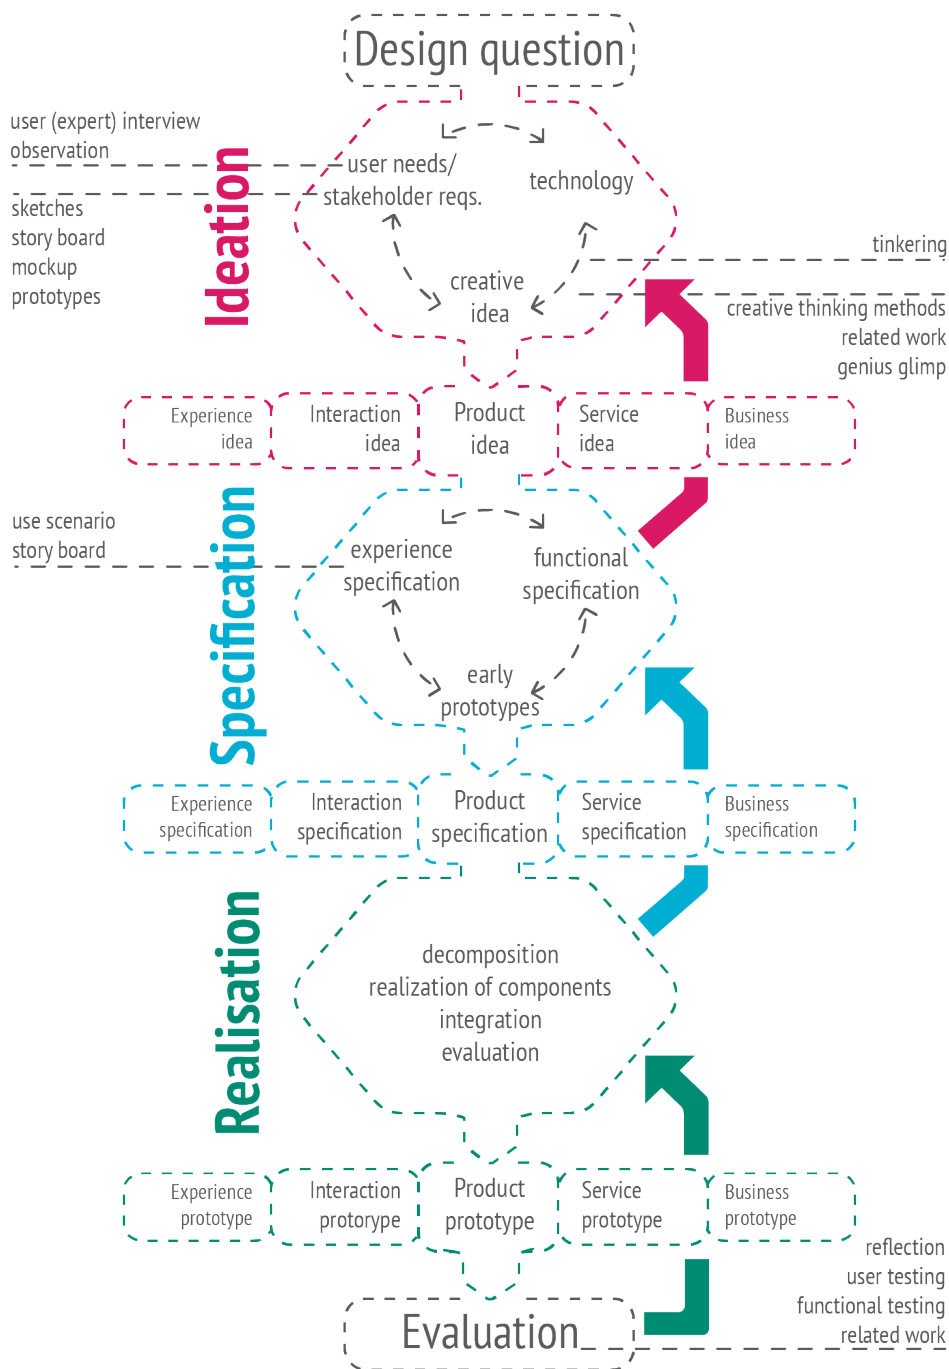 Design question
user (expert) interview
observation
sketches
story board
mockup
prototypes
Ideation
user needs/
stakeholder reqs.
technology
creative
idea
tinkering
creative thinking methods
related work
genius glimp
Experience
idea
Interaction
idea
Product
idea
Service
idea
Business
idea
use scenario
story board
Specification
experience
specification
functional
specification
early
prototypes
Experience
specification
Interaction
specification
Product
specification
Service
specification
Business
specification
Realisation
decomposition
realization of components
integration
evaluation
Experience
prototype
Interaction
protorype
Product
prototype
Service
prototype
Business
prototype
reflection
user testing
functional testing
related work
Evaluation